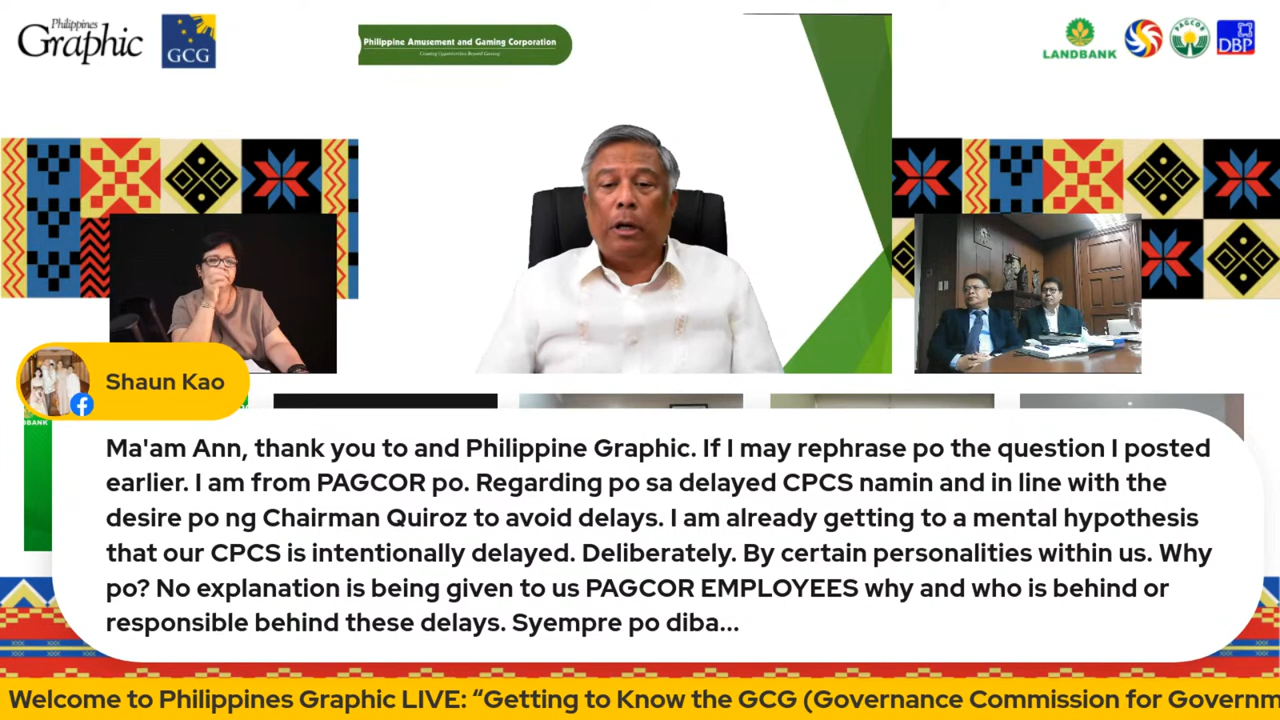 Philippines
Graphic
GCG
Philippine Amusement and Gaming Corporation
Creating Opportunities Beyond Gaming
LANDBANK
PAGCOR
DBP
Shaun Kao
BANK
Ma'am Ann, thank you to and Philippine Graphic. If I may rephrase po the question I posted
earlier. I am from PAGCOR po. Regarding po sa delayed CPCS namin and in line with the
desire po ng Chairman Quiroz to avoid delays. I am already getting to a mental hypothesis
that our CPCS is intentionally delayed. Deliberately. By certain personalities within us. Why
po? No explanation is being given to us PAGCOR EMPLOYEES why and who is behind or
responsible behind these delays. Syempre po diba...
Welcome to Philippines Graphic LIVE: “Getting to Know the GCG (Governance Commission for Governm